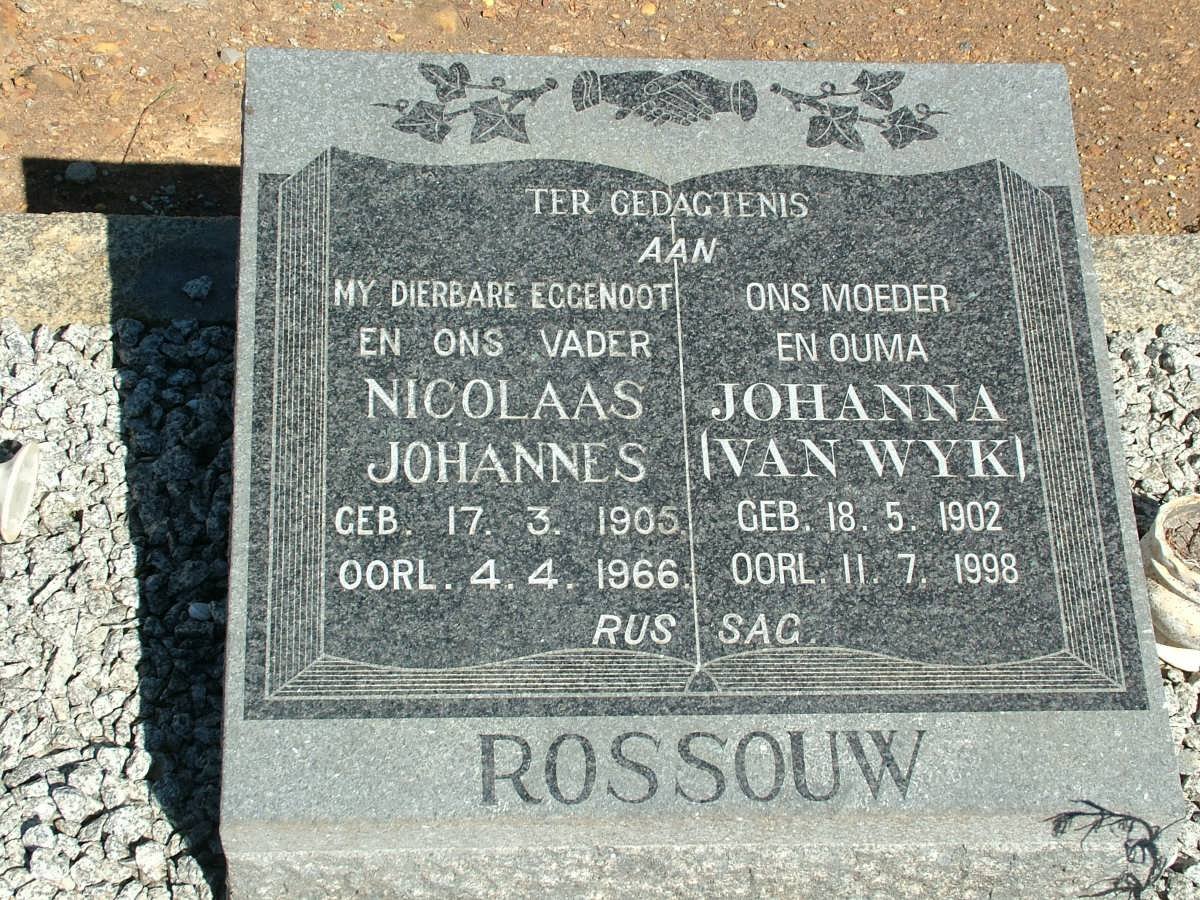 TER GEDAGTENIS
AAN
MY DIERBARE EGGENOOT
EN ONS VADER
NICOLAAS
JOHANNES
GEB. 17. 3. 1905
OORL. 4. 4. 1966
ONS MOEDER
EN OUMA
JOHANNA
(VAN WYK)
GEB. 18. 5. 1902
OORL. 11. 7. 1998
RUS SAG
ROSSOUW